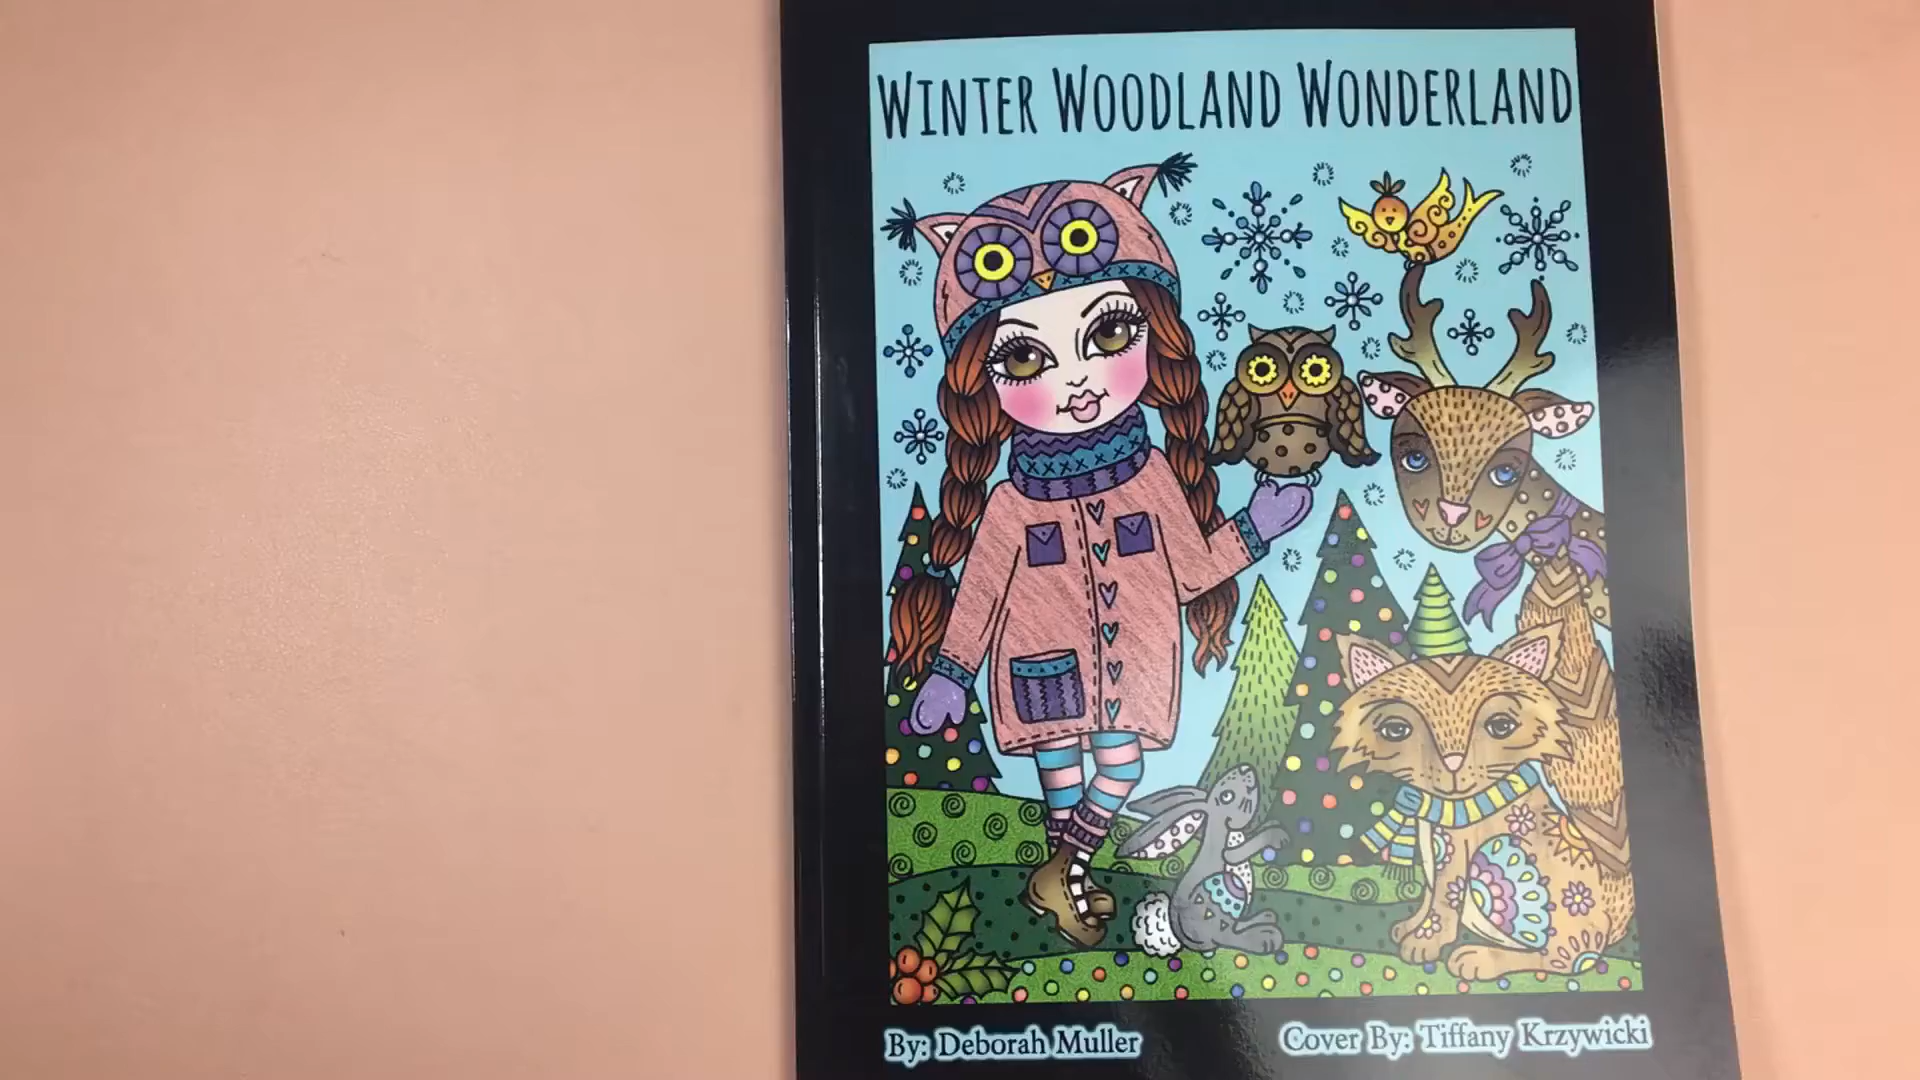 Winter Woodland Wonderland
By: Deborah Muller
Cover By: Tiffany Krzywicki